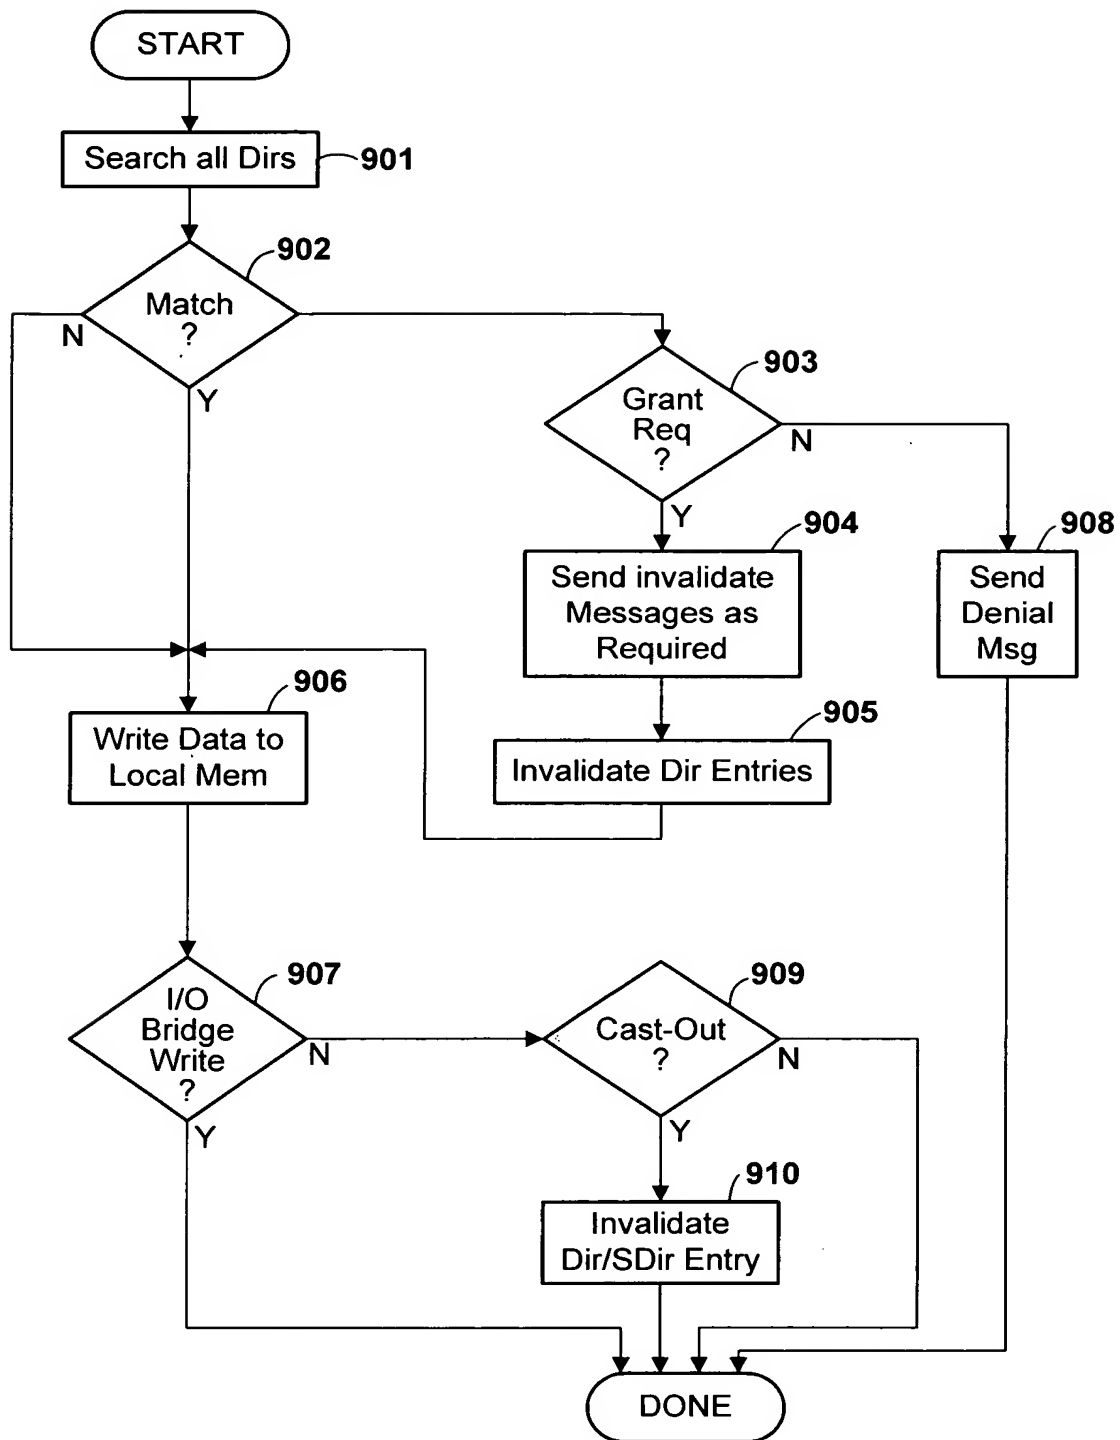 START
Search all Dirs
901
902
Match
?
N
Y
903
Grant
Req
?
N
Y
904
Send invalidate
Messages as
Required
908
Send
Denial
Msg
905
Invalidate Dir Entries
906
Write Data to
Local Mem
907
I/O
Bridge
Write
?
N
Y
909
Cast-Out
?
N
Y
910
Invalidate
Dir/SDir Entry
DONE